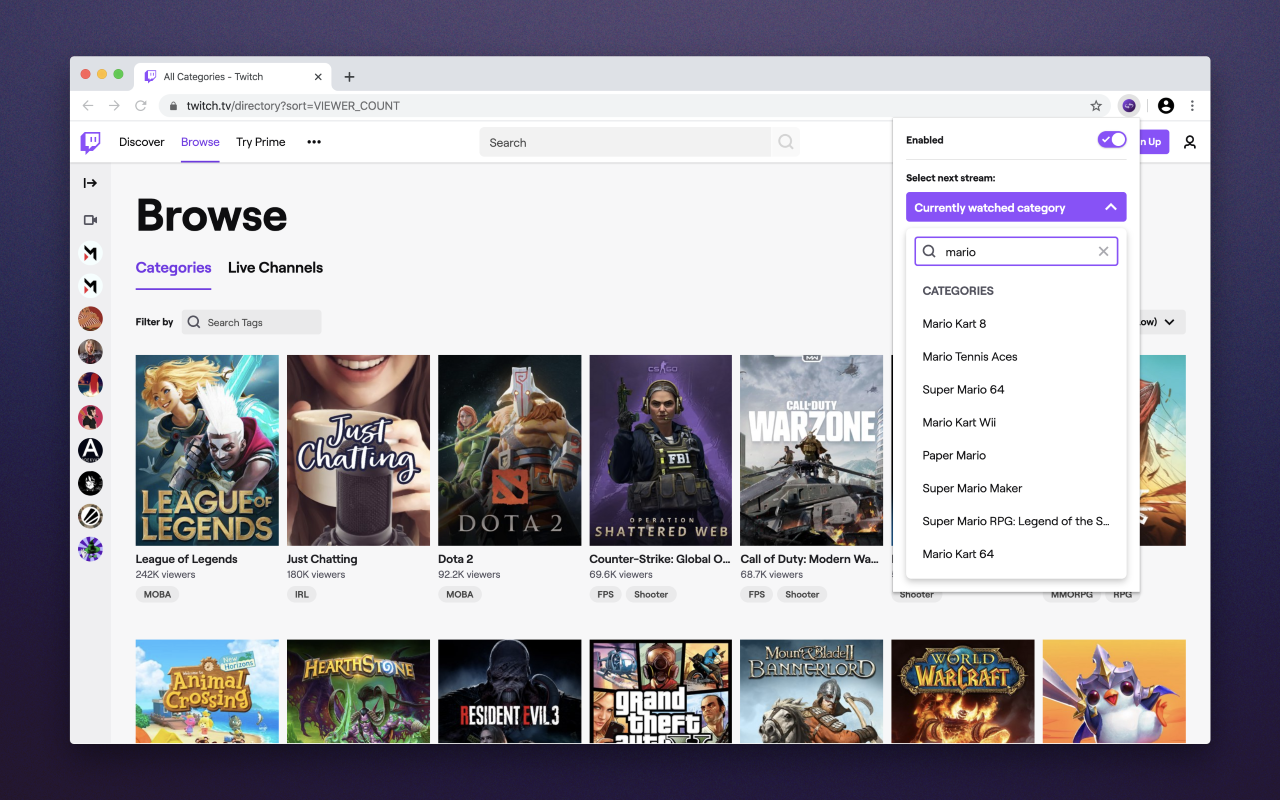 All Categories - Twitch
twitch.tv/directory?sort=VIEWER_COUNT
Discover
Browse
Try Prime
•••
Search
n Up
Enabled
Select next stream:
Currently watched category
mario
CATEGORIES
Mario Kart 8
Mario Tennis Aces
Super Mario 64
Mario Kart Wii
Paper Mario
Super Mario Maker
Super Mario RPG: Legend of the S...
Mario Kart 64
Browse
Categories
Live Channels
Filter by
Search Tags
ow)
LEAGUE OF
LEGENDS
Just
Chatting
DOTA 2
CS GO
FBI
OPERATION
SHATTERED WEB
CALL OF DUTY
WARZONE
League of Legends
242K viewers
MOBA
Just Chatting
180K viewers
IRL
Dota 2
92.2K viewers
MOBA
Counter-Strike: Global O...
69.6K viewers
FPS
Shooter
Call of Duty: Modern Wa...
68.7K viewers
FPS
Shooter
Shooter
MMORPG
RPG
New
Horizons
Animal
Crossing
HEARTHSTONE
RESIDENT EVIL 3
grand
theft
auto V
Mount & Blade II
BANNERLORD
WORLD
OF
WARCRAFT